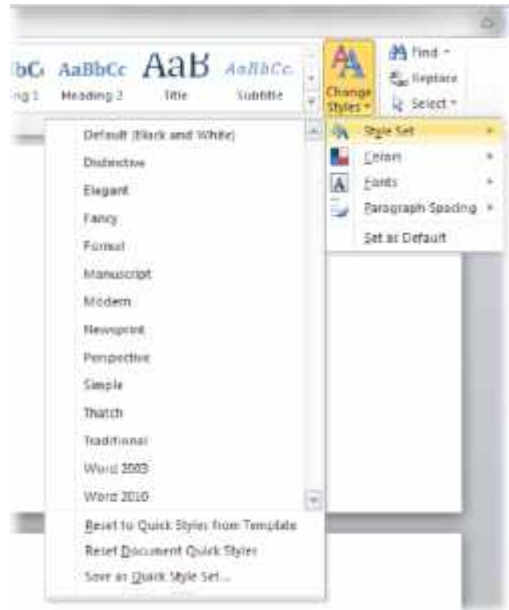 AaBbCc AaB AaBbCc.
Heading 2 Title Subtitle
Change Styles
Find
Replace
Select
Style Set
Colors
Fonts
Paragraph Spacing
Set as Default
Default (Black and White)
Distinctive
Elegant
Fancy
Formal
Manuscript
Modern
Newsprint
Perspective
Simple
Thatch
Traditional
Word 2003
Word 2010
Reset to Quick Styles from Template
Reset Document Quick Styles
Save as Quick Style Set...